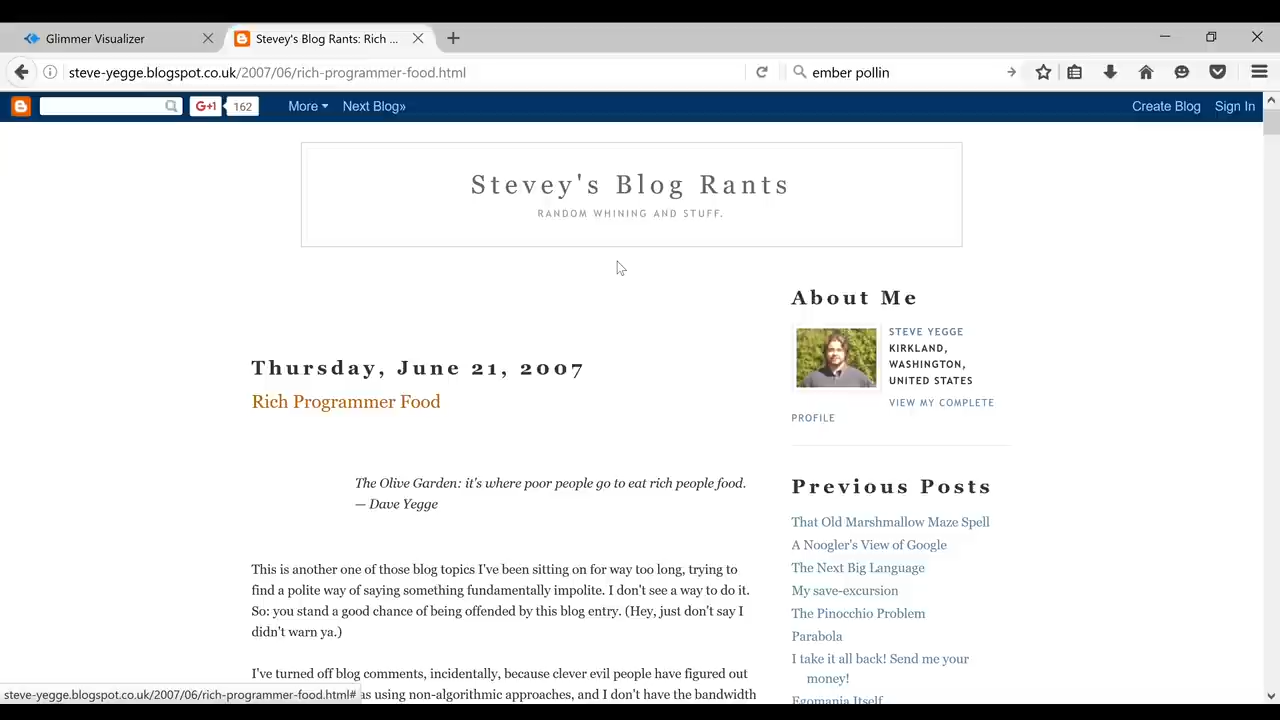 Glimmer Visualizer
Stevey's Blog Rants: Rich ...
steve-yegge.blogspot.co.uk/2007/06/rich-programmer-food.html
ember pollin
G+1 162 More Next Blog» Create Blog Sign In
Stevey's Blog Rants
RANDOM WHINING AND STUFF.
Thursday, June 21, 2007
Rich Programmer Food
The Olive Garden: it's where poor people go to eat rich people food.
— Dave Yegge
This is another one of those blog topics I've been sitting on for way too long, trying to
find a polite way of saying something fundamentally impolite. I don't see a way to do it.
So: you stand a good chance of being offended by this blog entry. (Hey, just don't say I
didn't warn ya.)
I've turned off blog comments, incidentally, because clever evil people have figured out
as using non-algorithmic approaches, and I don't have the bandwidth
About Me
STEVE YEGGE
KIRKLAND,
WASHINGTON,
UNITED STATES
VIEW MY COMPLETE
PROFILE
Previous Posts
That Old Marshmallow Maze Spell
A Noogler's View of Google
The Next Big Language
My save-excursion
The Pinocchio Problem
Parabola
I take it all back! Send me your
money!
Egomania Itself
steve-yegge.blogspot.co.uk/2007/06/rich-programmer-food.html#